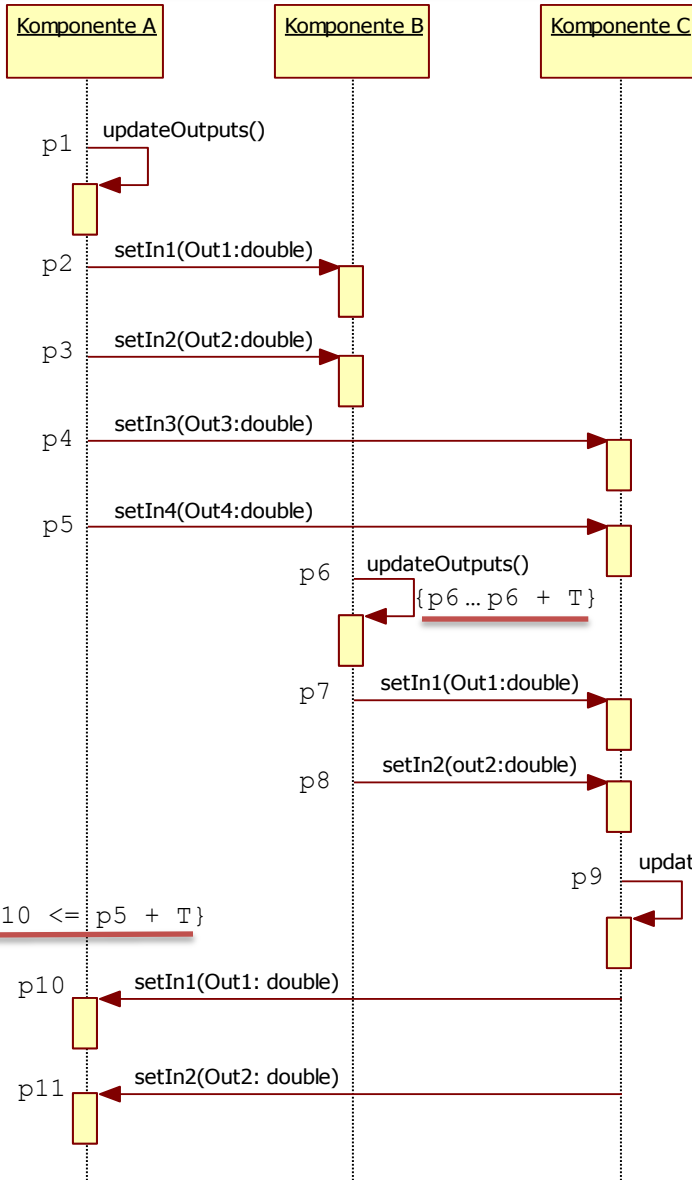 Komponente A
Komponente B
Komponente C
p1
updateOutputs()
p2
setIn1(Out1:double)
p3
setIn2(Out2:double)
p4
setIn3(Out3:double)
p5
setIn4(Out4:double)
p6
updateOutputs()
{p6 … p6 + T}
p7
setIn1(Out1:double)
p8
setIn2(out2:double)
p9
updat
10 <= p5 + T}
p10
setIn1(Out1: double)
p11
setIn2(Out2: double)